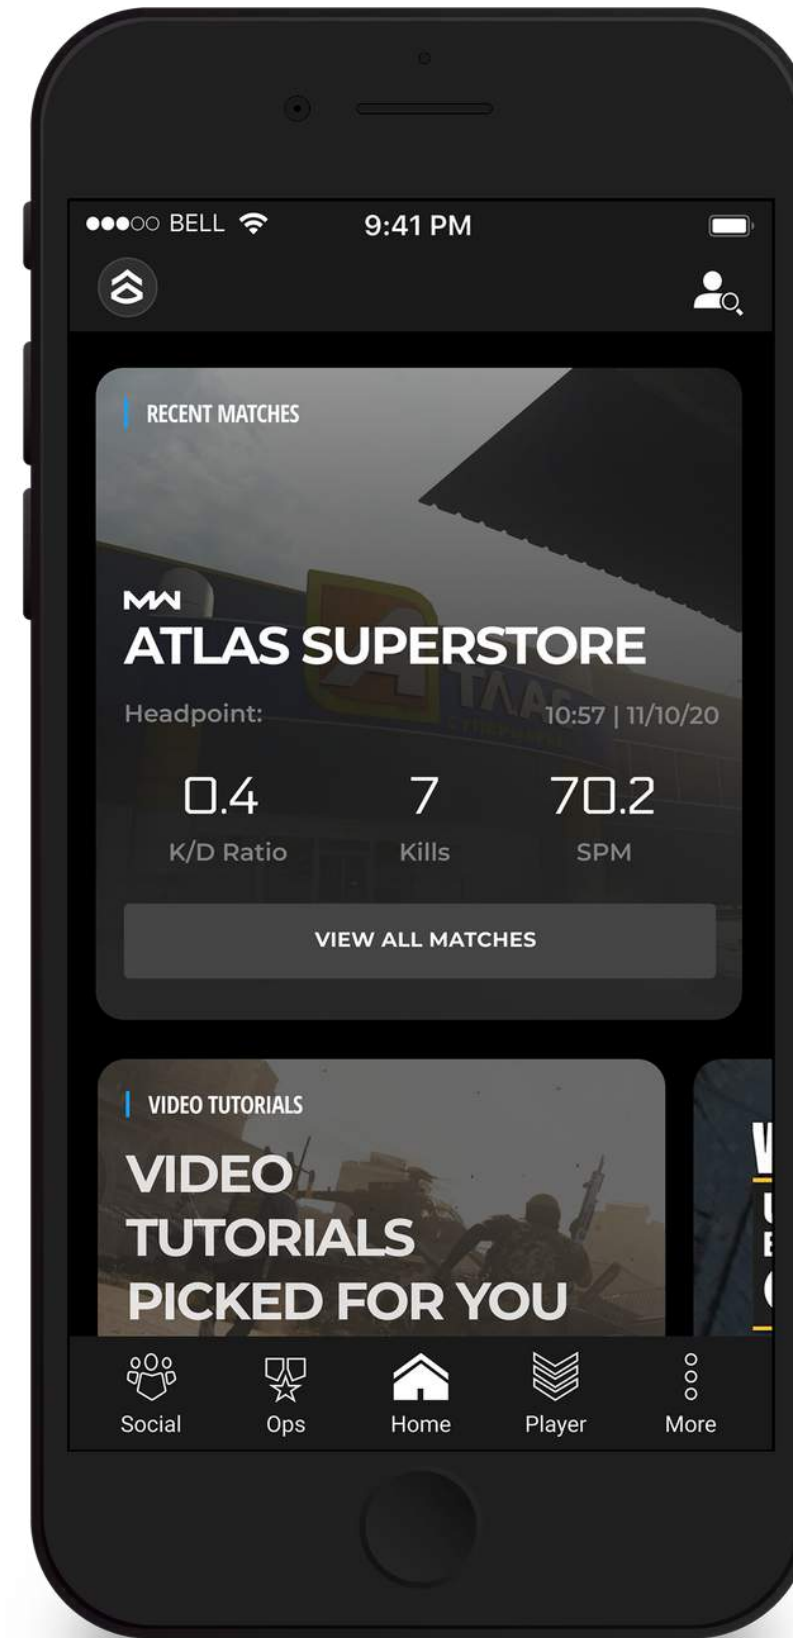 BELL 9:41 PM
RECENT MATCHES
MW
ATLAS SUPERSTORE
Headpoint: 10:57 | 11/10/20
0.4 7 70.2
K/D Ratio Kills SPM
VIEW ALL MATCHES
VIDEO TUTORIALS
VIDEO
TUTORIALS
PICKED FOR YOU
Social Ops Home Player More